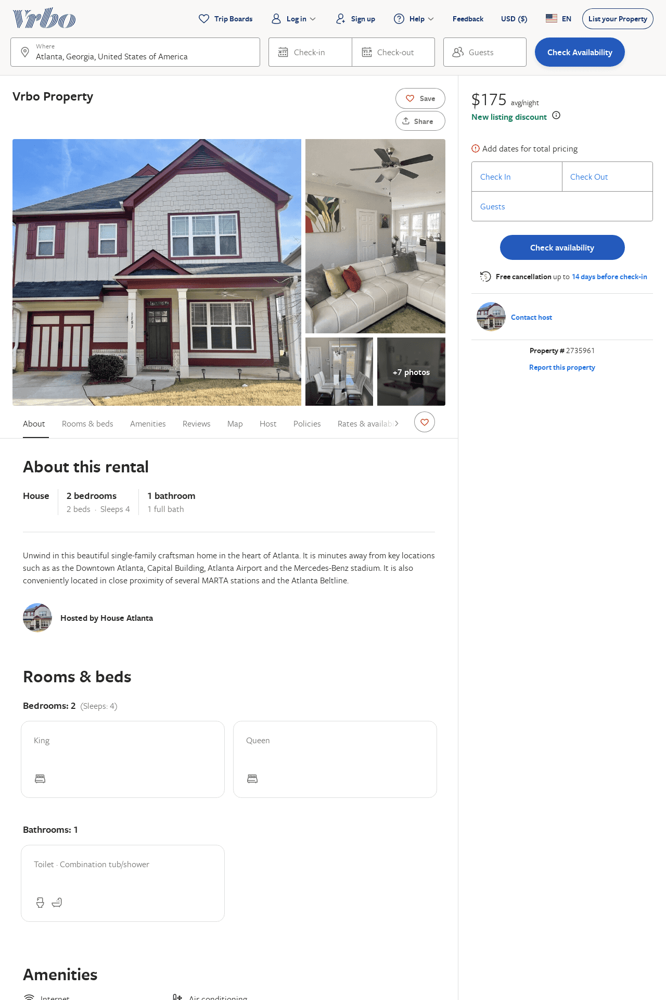 Vrbo
Trip Boards
Log in
Sign up
Help
Feedback
USD ($)
EN
List your Property
Where
Atlanta, Georgia, United States of America
Check-in
Check-out
Guests
Check Availability
Vrbo Property
Save
Share
1783
+7 photos
$175 avg/night
New listing discount
Add dates for total pricing
Check In
Check Out
Guests
Check availability
Free cancellation up to 14 days before check-in
Contact host
Property # 2735961
Report this property
About
Rooms & beds
Amenities
Reviews
Map
Host
Policies
Rates & availab
About this rental
House
2 bedrooms
2 beds · Sleeps 4
1 bathroom
1 full bath
Unwind in this beautiful single-family craftsman home in the heart of Atlanta. It is minutes away from key locations
such as as the Downtown Atlanta, Capital Building, Atlanta Airport and the Mercedes-Benz stadium. It is also
conveniently located in close proximity of several MARTA stations and the Atlanta Beltline.
Hosted by House Atlanta
Rooms & beds
Bedrooms: 2 (Sleeps: 4)
King
Queen
Bathrooms: 1
Toilet · Combination tub/shower
Amenities
Internet
Air conditioning